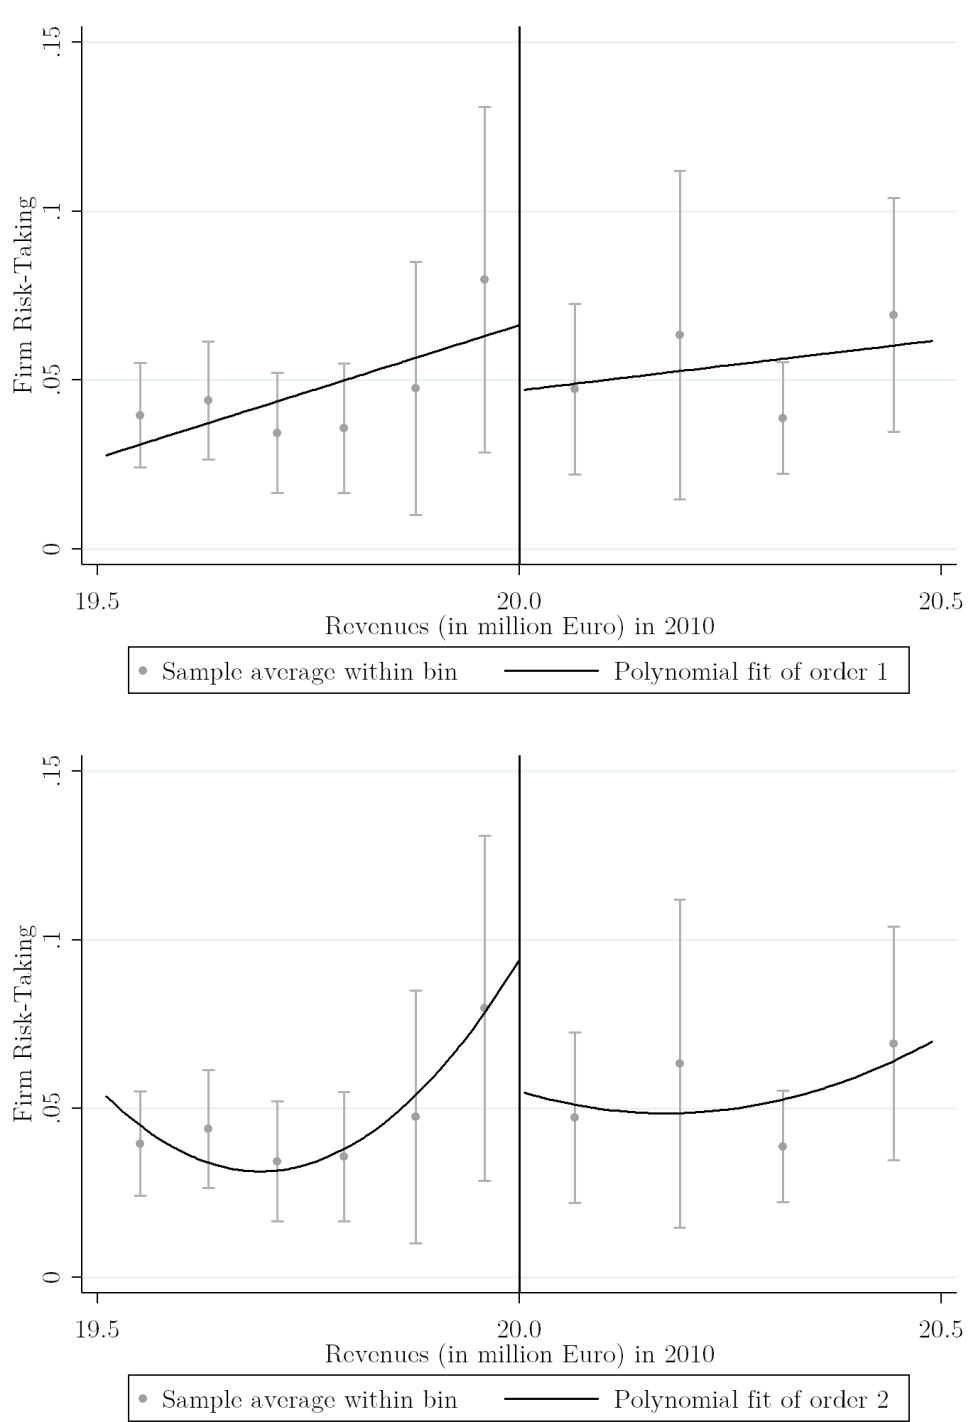 .15
.1
.05
0
Firm Risk-Taking
19.5 20.0 20.5
Revenues (in million Euro) in 2010
Sample average within bin Polynomial fit of order 1
.15
.1
.05
0
Firm Risk-Taking
19.5 20.0 20.5
Revenues (in million Euro) in 2010
Sample average within bin Polynomial fit of order 2